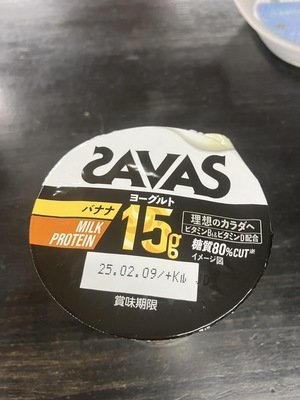 SAVAS
ヨーグルト
バナナ
MILK
PROTEIN
15g
理想のカラダへ
ビタミンB6&ビタミンD配合
糖質80%CUT※
イメージ図
25.02.09/+Kル
賞味期限